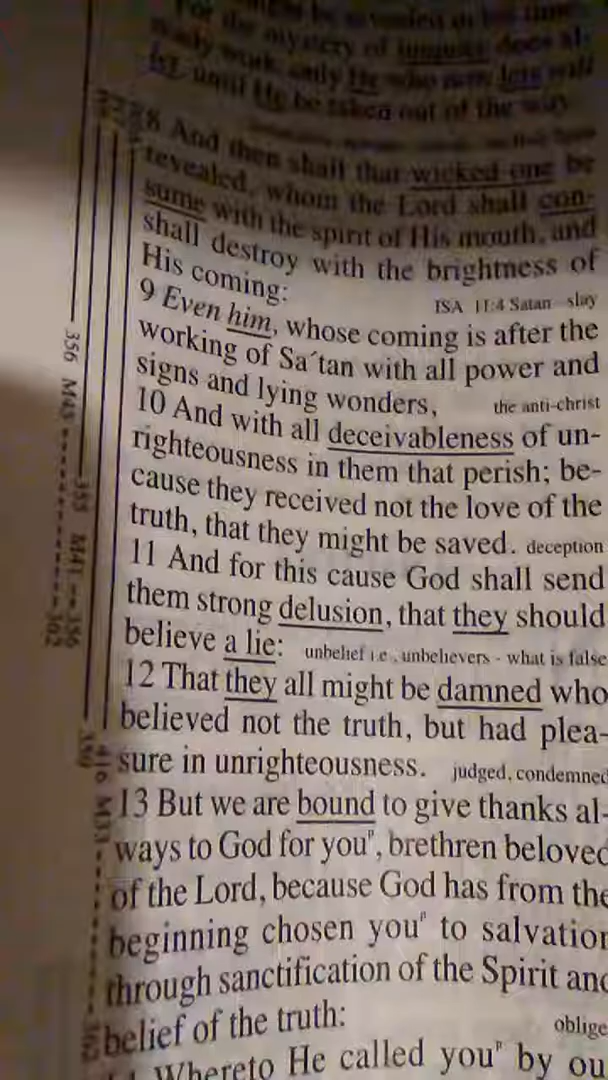 For the mystery of iniquity does al-
ready work: only He who now lets will
let, until He be taken out of the way.
8 And then shall that wicked one be
revealed, whom the Lord shall con-
sume with the spirit of His mouth, and
shall destroy with the brightness of
His coming:
ISA 11:4 Satan - slay
9 Even him, whose coming is after the
working of Sa´tan with all power and
signs and lying wonders,
the anti-christ
10 And with all deceivableness of un-
righteousness in them that perish; be-
cause they received not the love of the
truth, that they might be saved. deception
11 And for this cause God shall send
them strong delusion, that they should
believe a lie: unbelief i.e., unbelievers - what is false
12 That they all might be damned who
believed not the truth, but had plea-
sure in unrighteousness. judged, condemned
13 But we are bound to give thanks al-
ways to God for youᵖ, brethren beloved
of the Lord, because God has from the
beginning chosen youᵖ to salvation
through sanctification of the Spirit and
belief of the truth:
oblige
Whereto He called youᵖ by ou
356 M43
355 M41 356
362